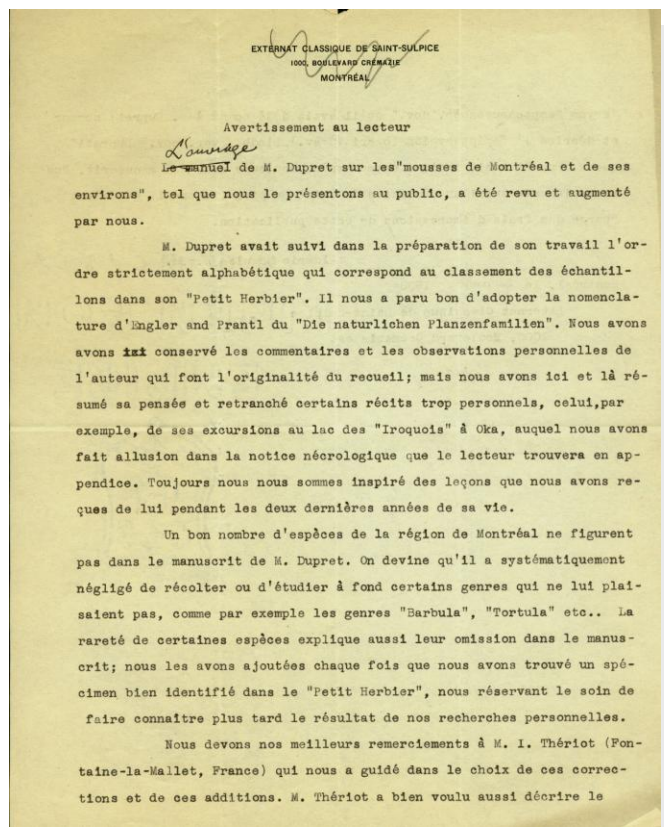 EXTERNAT CLASSIQUE DE SAINT-SULPICE
1000, BOULEVARD CRÉMAZIE
MONTRÉAL
Avertissement au lecteur
L'ouvrage
Le manuel de M. Dupret sur les"mousses de Montréal et de ses
environs", tel que nous le présentons au public, a été revu et augmenté
par nous.
M. Dupret avait suivi dans la préparation de son travail l'or-
dre strictement alphabétique qui correspond au classement des échantil-
lons dans son "Petit Herbier". Il nous a paru bon d'adopter la nomencla-
ture d'Engler and Prantl du "Die naturlichen Planzenfamilien". Nous avons
avons conservé les commentaires et les observations personnelles de
l'auteur qui font l'originalité du recueil; mais nous avons ici et là ré-
sumé sa pensée et retranché certains récits trop personnels, celui,par
exemple, de ses excursions au lac des "Iroquois" à Oka, auquel nous avons
fait allusion dans la notice nécrologique que le lecteur trouvera en ap-
pendice. Toujours nous nous sommes inspiré des leçons que nous avons re-
çues de lui pendant les deux dernières années de sa vie.
Un bon nombre d'espèces de la région de Montréal ne figurent
pas dans le manuscrit de M. Dupret. On devine qu'il a systématiquement
négligé de récolter ou d'étudier à fond certains genres qui ne lui plai-
saient pas, comme par exemple les genres "Barbula", "Tortula" etc.. La
rareté de certaines espèces explique aussi leur omission dans le manus-
crit; nous les avons ajoutées chaque fois que nous avons trouvé un spé-
cimen bien identifié dans le "Petit Herbier", nous réservant le soin de
faire connaître plus tard le résultat de nos recherches personnelles.
Nous devons nos meilleurs remerciements à M. I. Thériot (Fon-
taine-la-Mallet, France) qui nous a guidé dans le choix de ces correc-
tions et de ces additions. M. Thériot a bien voulu aussi décrire le